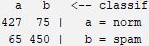 a b <-- classif
427 75 | a = norm
65 450 | b = spam